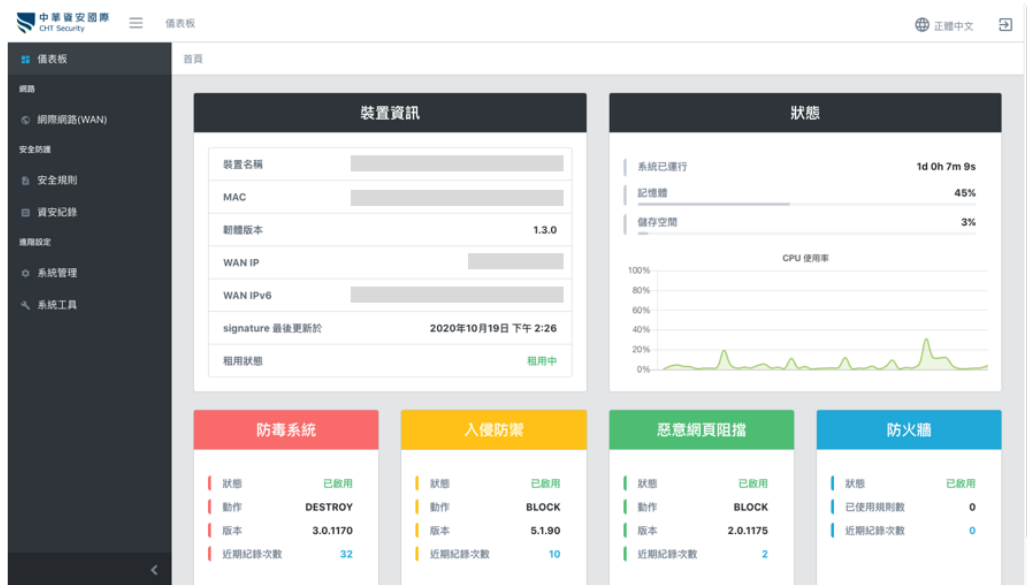 中華資安國際
CHT Security
儀表板
正體中文
儀表板
首頁
網路
網際網路(WAN)
安全防護
安全規則
資安紀錄
進階設定
系統管理
系統工具
裝置資訊
裝置名稱
MAC
韌體版本 1.3.0
WAN IP
WAN IPv6
signature 最後更新於 2020年10月19日 下午 2:26
租用狀態 租用中
狀態
系統已運行 1d 0h 7m 9s
記憶體 45%
儲存空間 3%
CPU 使用率
100%
80%
60%
40%
20%
0%
防毒系統
狀態 已啟用
動作 DESTROY
版本 3.0.1170
近期紀錄次數 32
入侵防禦
狀態 已啟用
動作 BLOCK
版本 5.1.90
近期紀錄次數 10
惡意網頁阻擋
狀態 已啟用
動作 BLOCK
版本 2.0.1175
近期紀錄次數 2
防火牆
狀態 已啟用
已使用規則數 0
近期紀錄次數 0